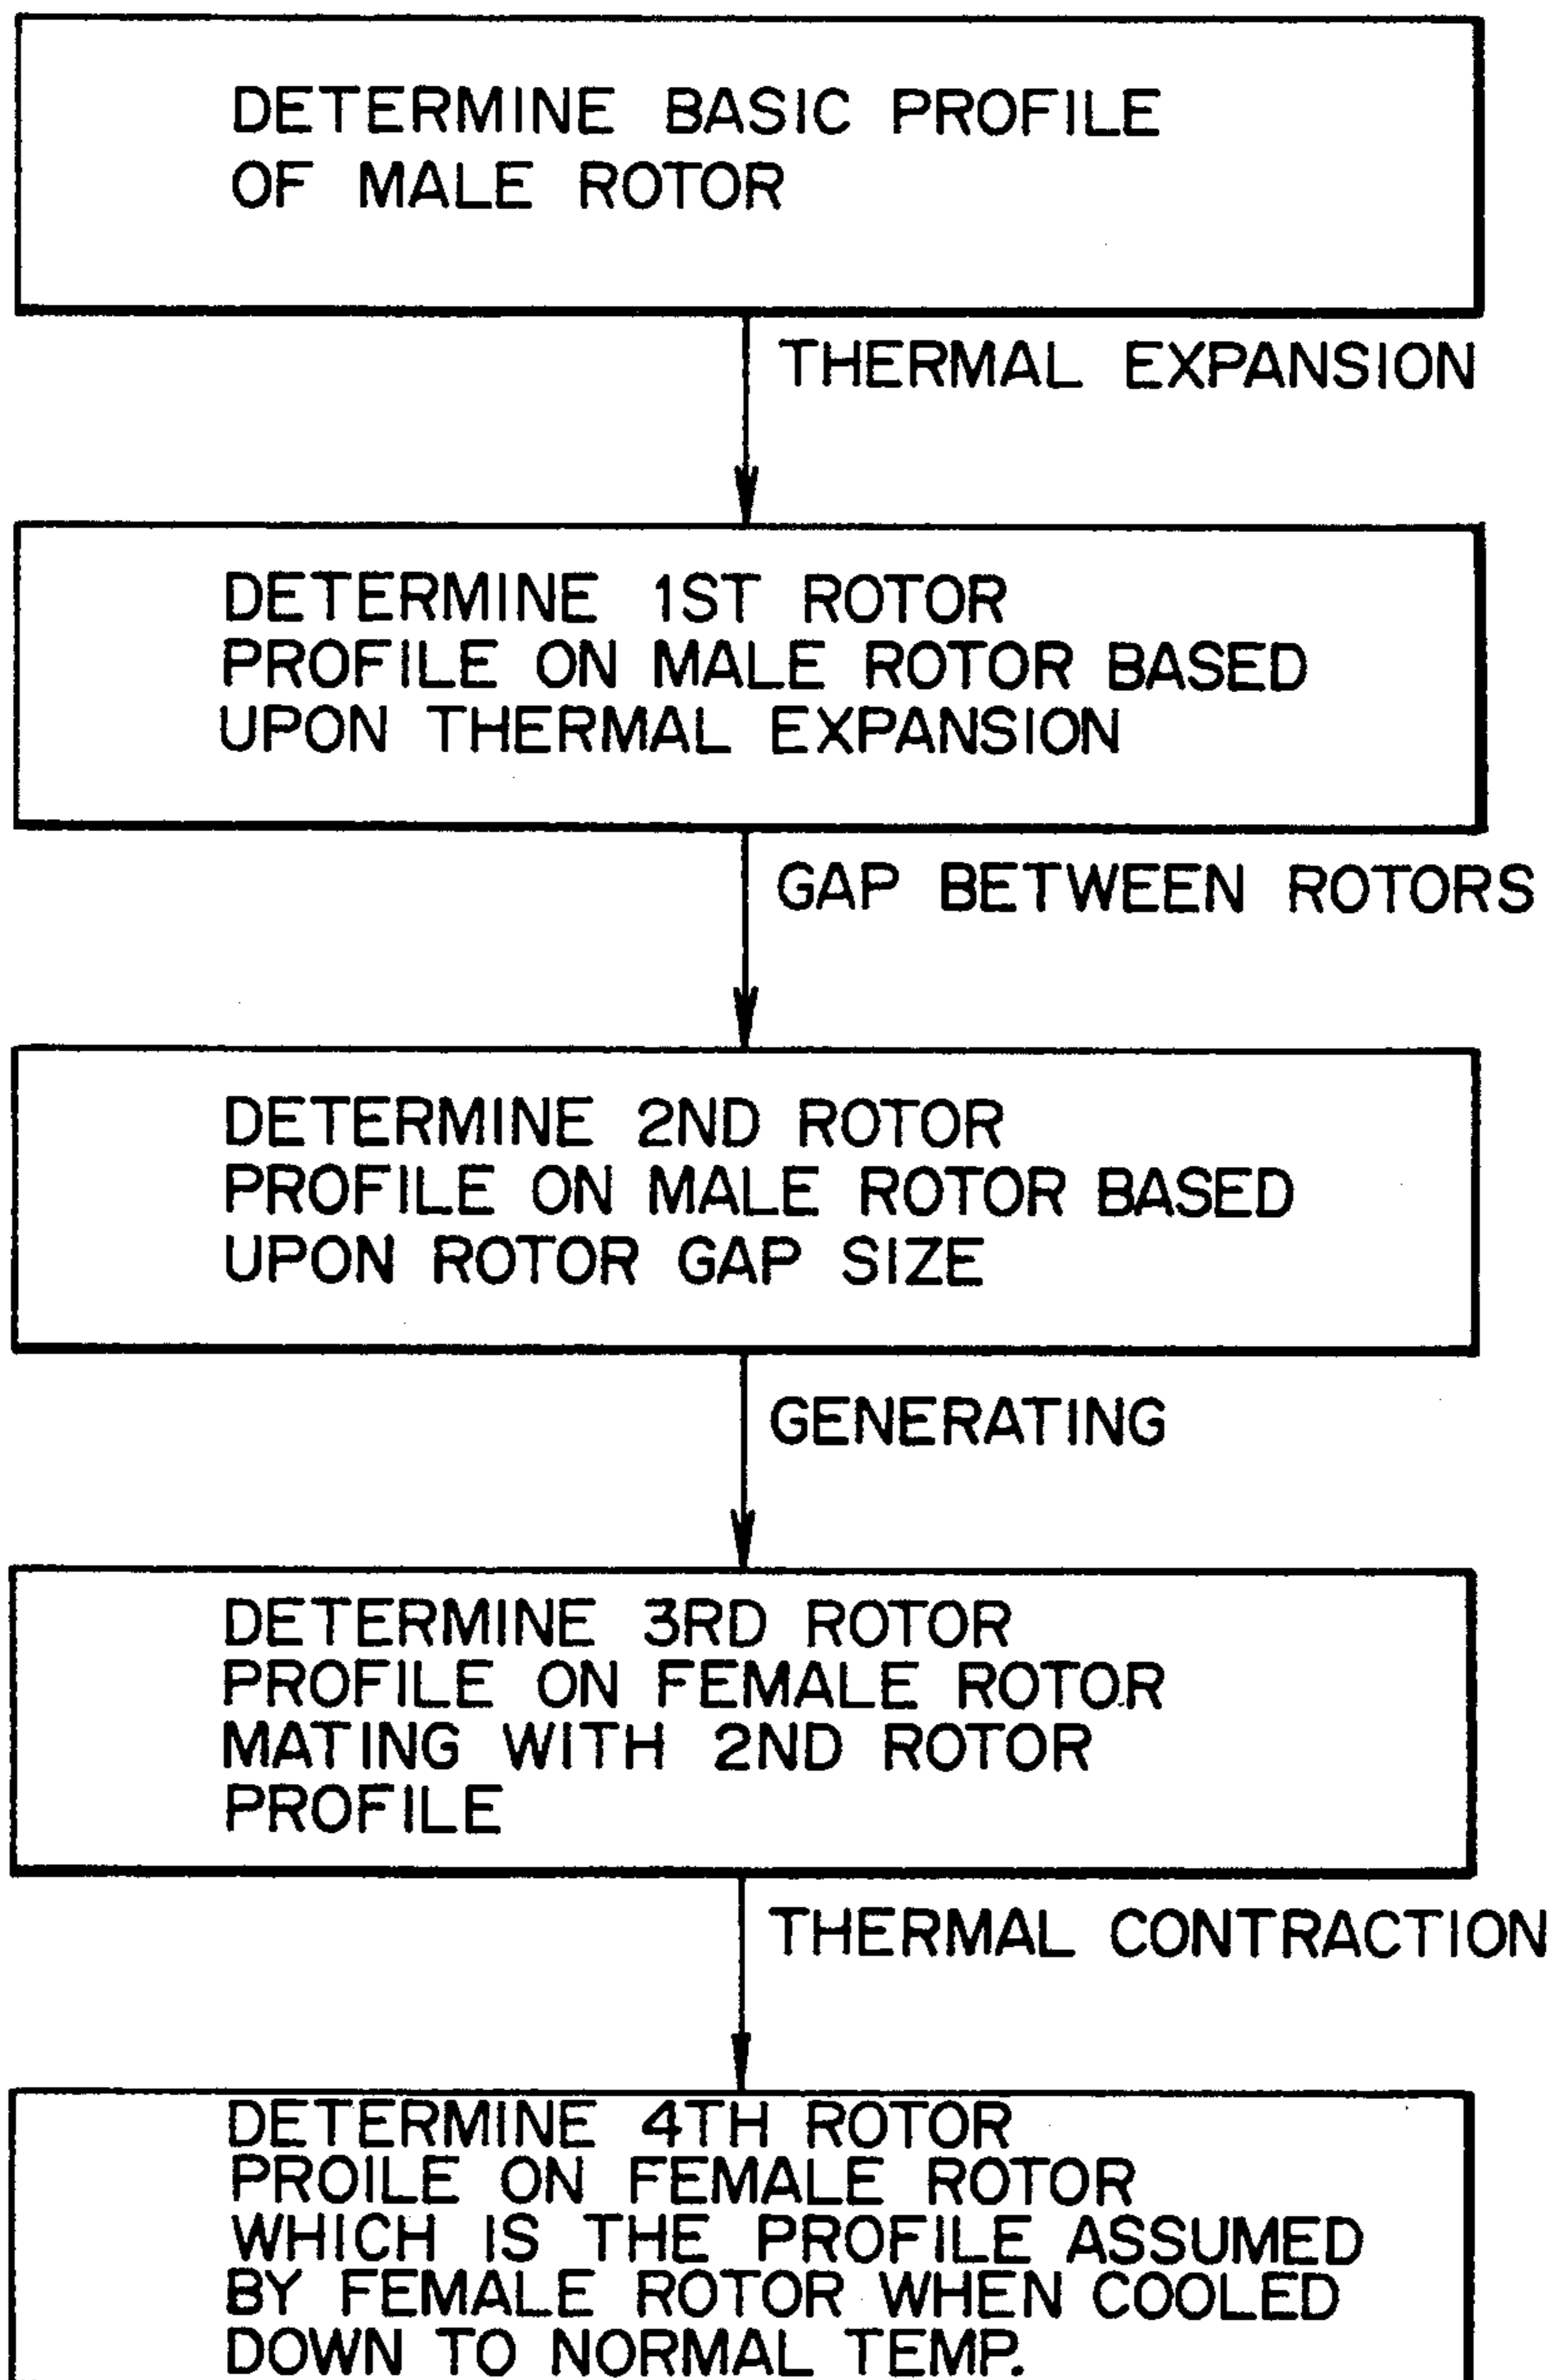 DETERMINE BASIC PROFILE
OF MALE ROTOR
THERMAL EXPANSION
DETERMINE 1ST ROTOR
PROFILE ON MALE ROTOR BASED
UPON THERMAL EXPANSION
GAP BETWEEN ROTORS
DETERMINE 2ND ROTOR
PROFILE ON MALE ROTOR BASED
UPON ROTOR GAP SIZE
GENERATING
DETERMINE 3RD ROTOR
PROFILE ON FEMALE ROTOR
MATING WITH 2ND ROTOR
PROFILE
THERMAL CONTRACTION
DETERMINE 4TH ROTOR
PROILE ON FEMALE ROTOR
WHICH IS THE PROFILE ASSUMED
BY FEMALE ROTOR WHEN COOLED
DOWN TO NORMAL TEMP.